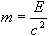 m = E / c²